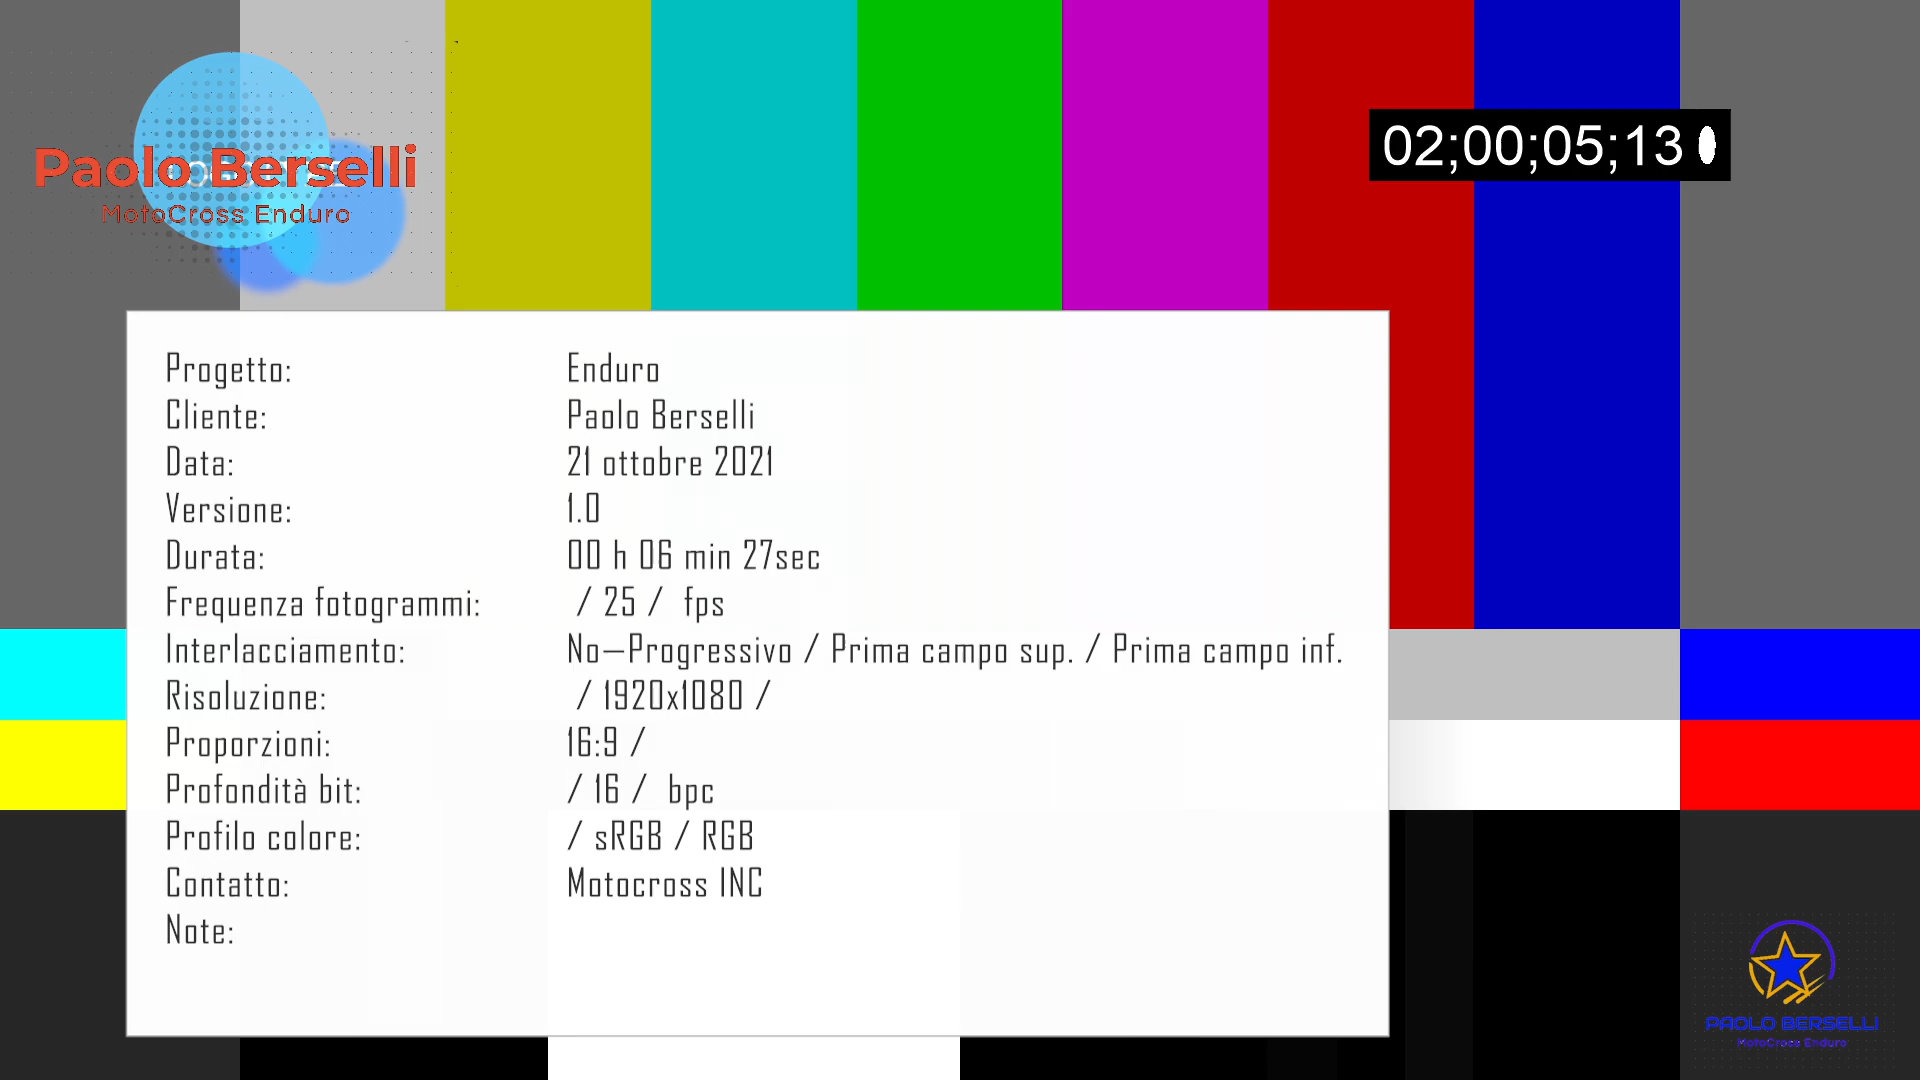 Paolo Berselli
MotoCross Enduro
02;00;05;13
Progetto: Enduro
Cliente: Paolo Berselli
Data: 21 ottobre 2021
Versione: 1.0
Durata: 00 h 06 min 27sec
Frequenza fotogrammi: / 25 / fps
Interlacciamento: No—Progressivo / Prima campo sup. / Prima campo inf.
Risoluzione: / 1920x1080 /
Proporzioni: 16:9 /
Profondità bit: / 16 / bpc
Profilo colore: / sRGB / RGB
Contatto: Motocross INC
Note:
PAOLO BERSELLI
MotoCross Enduro